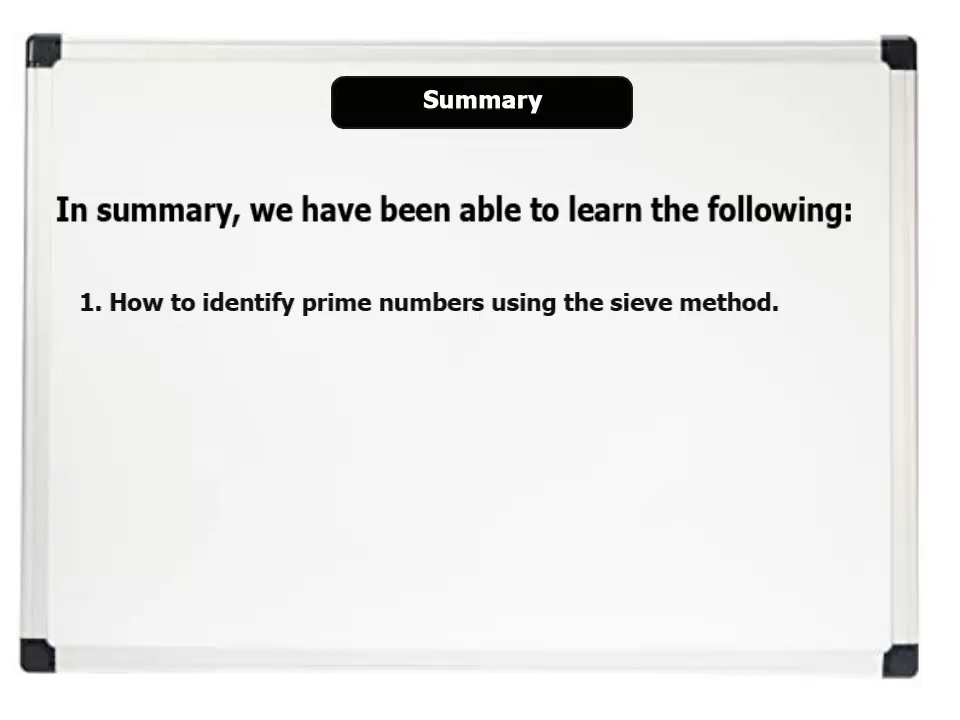 Summary
In summary, we have been able to learn the following:
1. How to identify prime numbers using the sieve method.